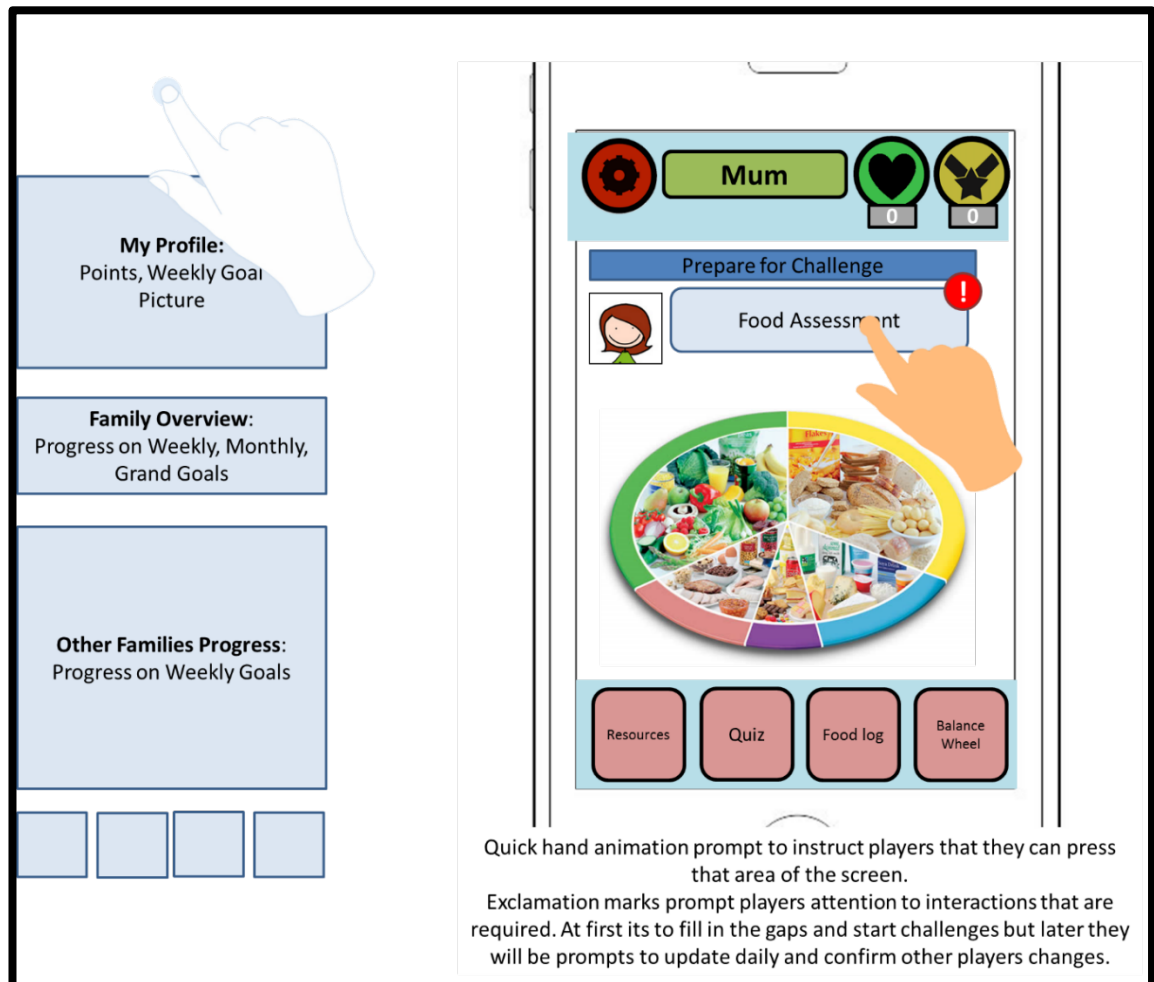 My Profile:
Points, Weekly Goal
Picture
Family Overview:
Progress on Weekly, Monthly,
Grand Goals
Other Families Progress:
Progress on Weekly Goals
Mum
0
0
Prepare for Challenge
!
Food Assessment
Resources
Quiz
Food log
Balance
Wheel
Quick hand animation prompt to instruct players that they can press
that area of the screen.
Exclamation marks prompt players attention to interactions that are
required. At first its to fill in the gaps and start challenges but later they
will be prompts to update daily and confirm other players changes.